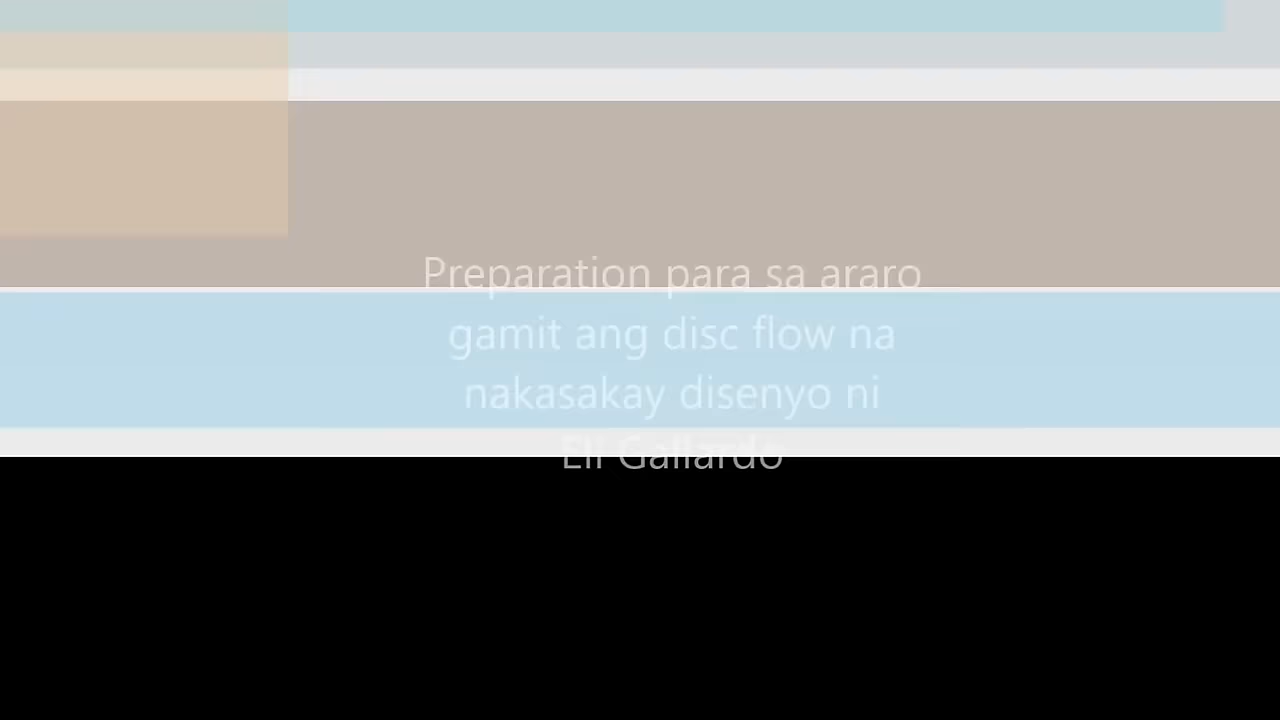 Preparation para sa araro
gamit ang disc flow na
nakasakay disenyo ni
Eli Gallardo